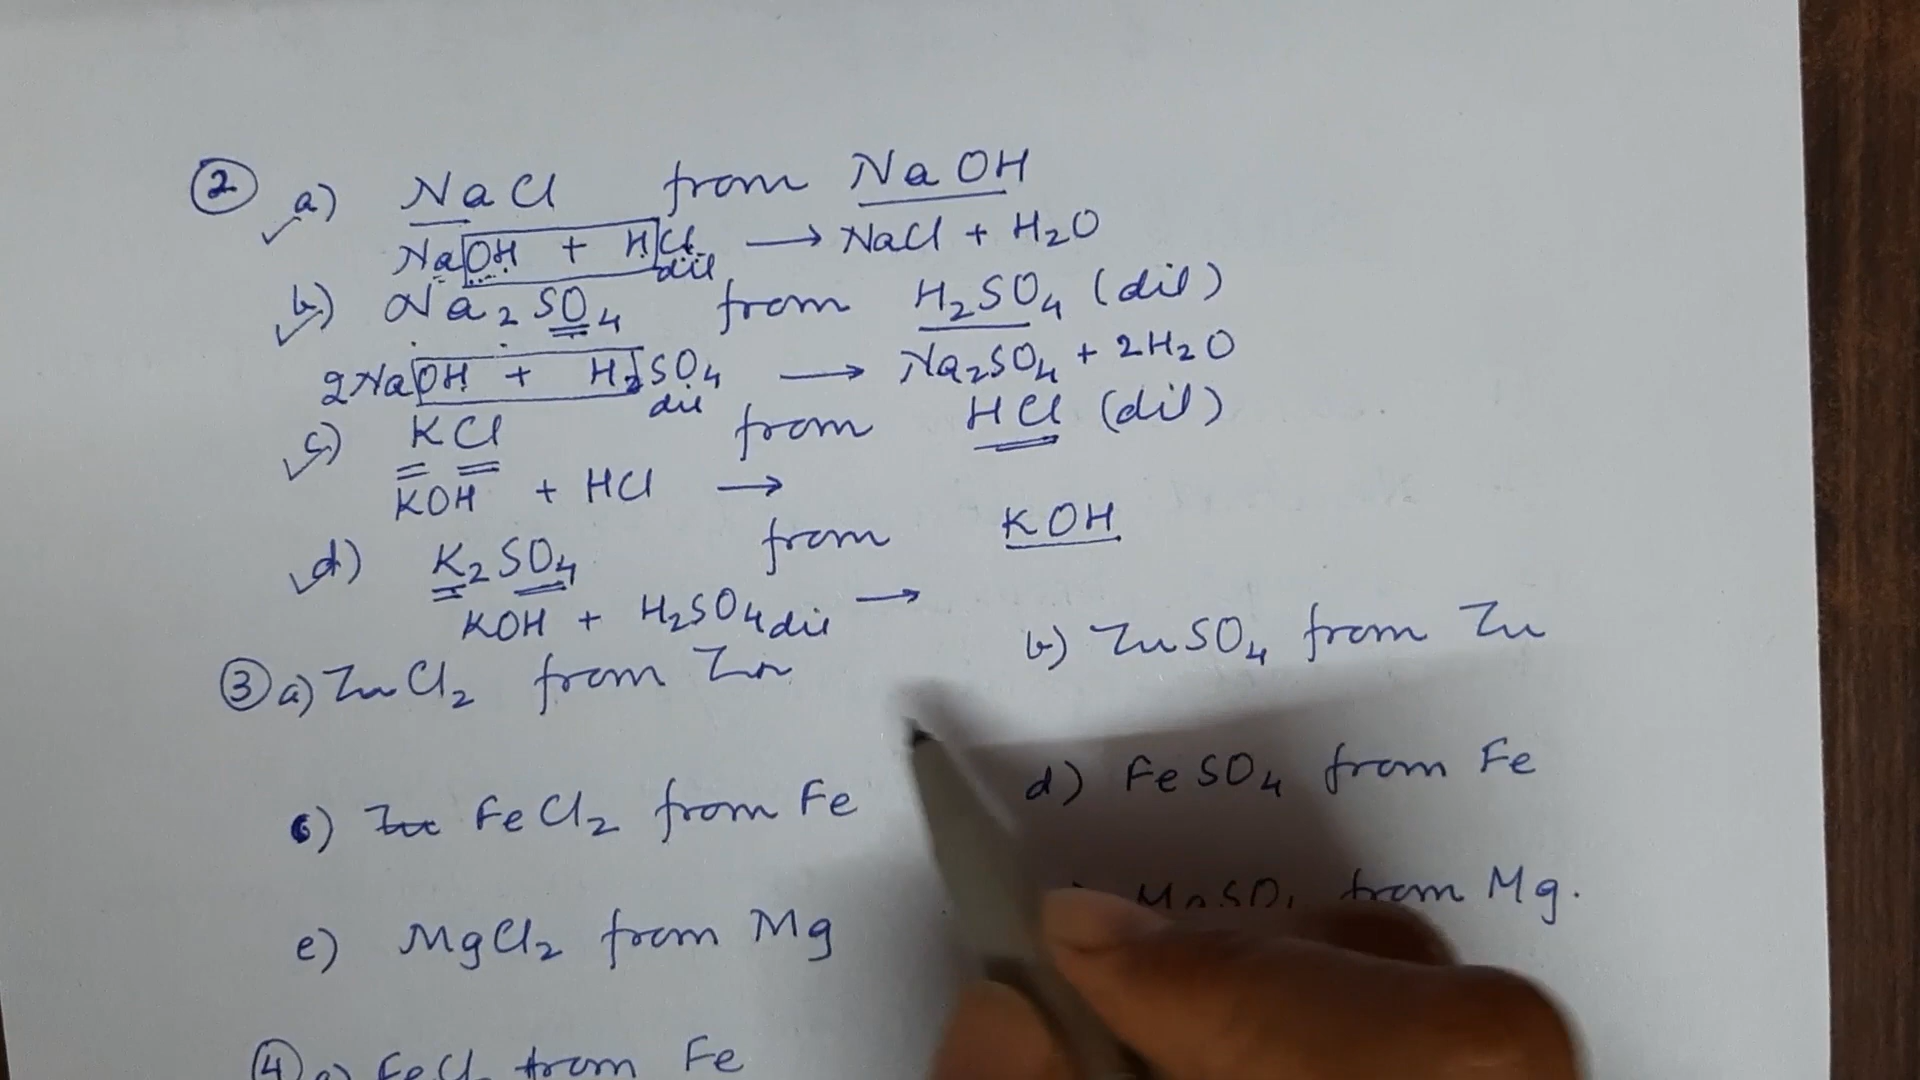 ② a) NaCl from NaOH
NaOH + HCl dil → NaCl + H2O
b) Na2SO4 from H2SO4 (dil)
2NaOH + H2SO4 dil → Na2SO4 + 2H2O
c) KCl from HCl (dil)
KOH + HCl →
d) K2SO4 from KOH
KOH + H2SO4 dil →
③ a) ZnCl2 from Zn b) ZnSO4 from Zn
c) FeCl2 from Fe d) FeSO4 from Fe
e) MgCl2 from Mg MgSO4 from Mg.
④ a) FeCl from Fe